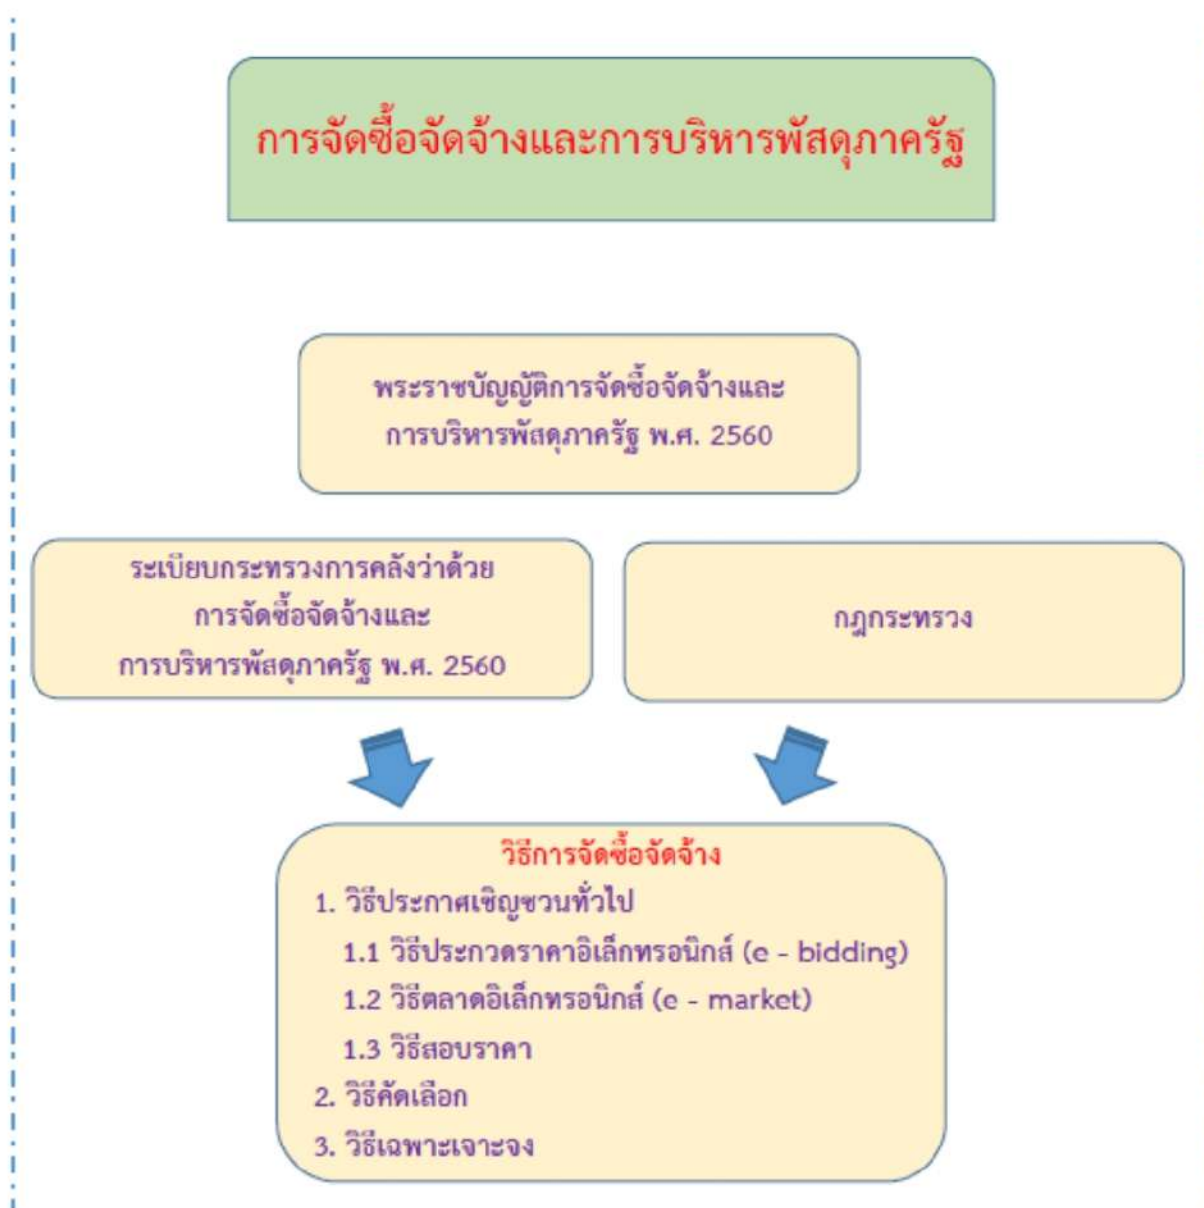 การจัดซื้อจัดจ้างและการบริหารพัสดุภาครัฐ
พระราชบัญญัติการจัดซื้อจัดจ้างและ
การบริหารพัสดุภาครัฐ พ.ศ. 2560
ระเบียบกระทรวงการคลังว่าด้วย
การจัดซื้อจัดจ้างและ
การบริหารพัสดุภาครัฐ พ.ศ. 2560
กฎกระทรวง
วิธีการจัดซื้อจัดจ้าง
1. วิธีประกาศเชิญชวนทั่วไป
1.1 วิธีประกวดราคาอิเล็กทรอนิกส์ (e - bidding)
1.2 วิธีตลาดอิเล็กทรอนิกส์ (e - market)
1.3 วิธีสอบราคา
2. วิธีคัดเลือก
3. วิธีเฉพาะเจาะจง